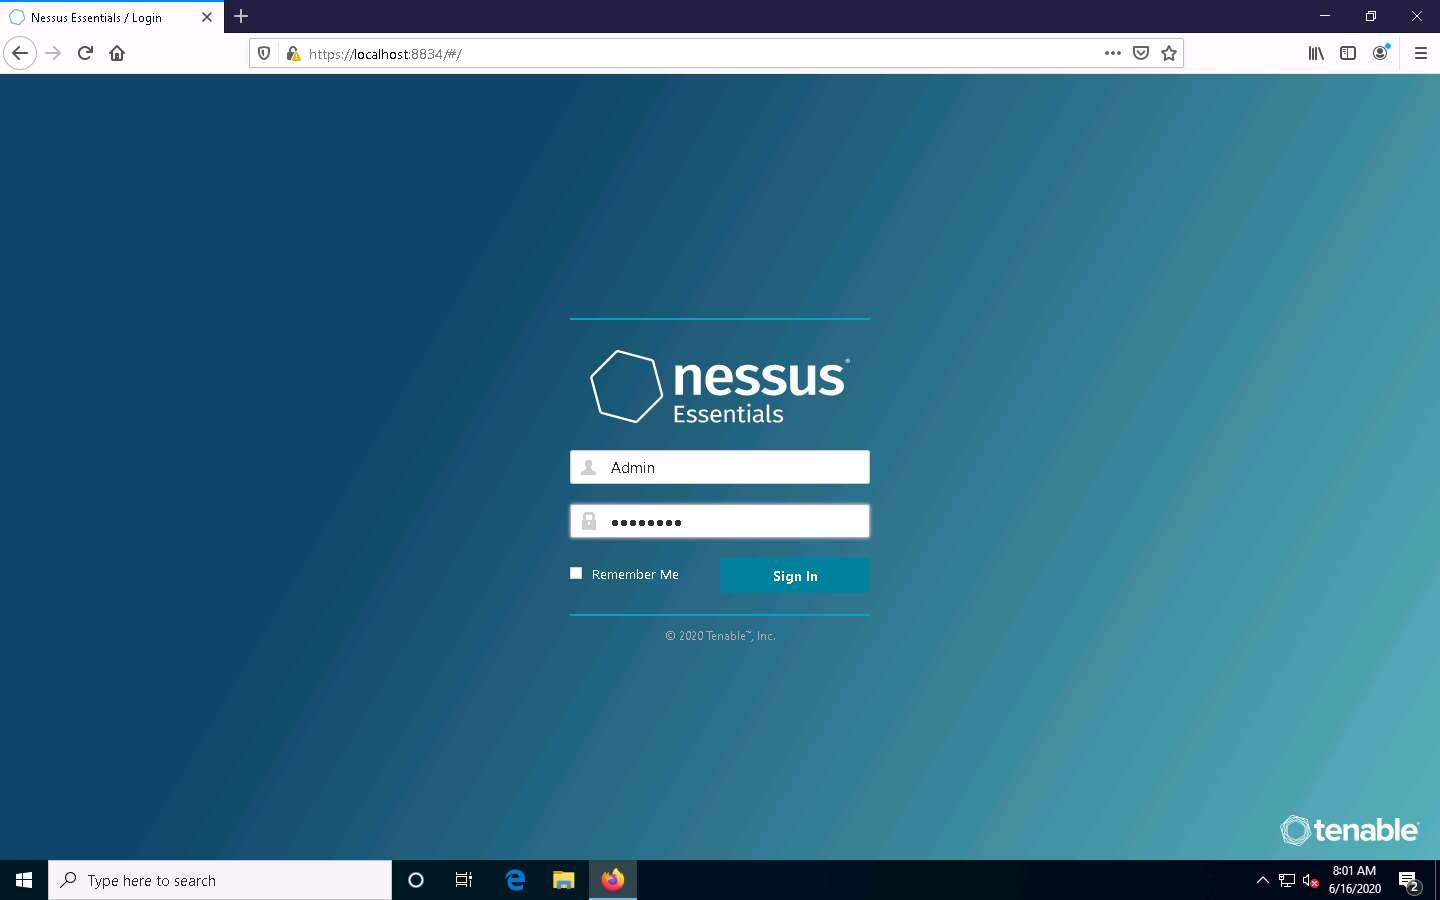 Nessus Essentials / Login
https://localhost:8834/#/
nessus®
Essentials
Admin
••••••••
Remember Me
Sign In
© 2020 Tenable™, Inc.
tenable
Type here to search
8:01 AM
6/16/2020
2